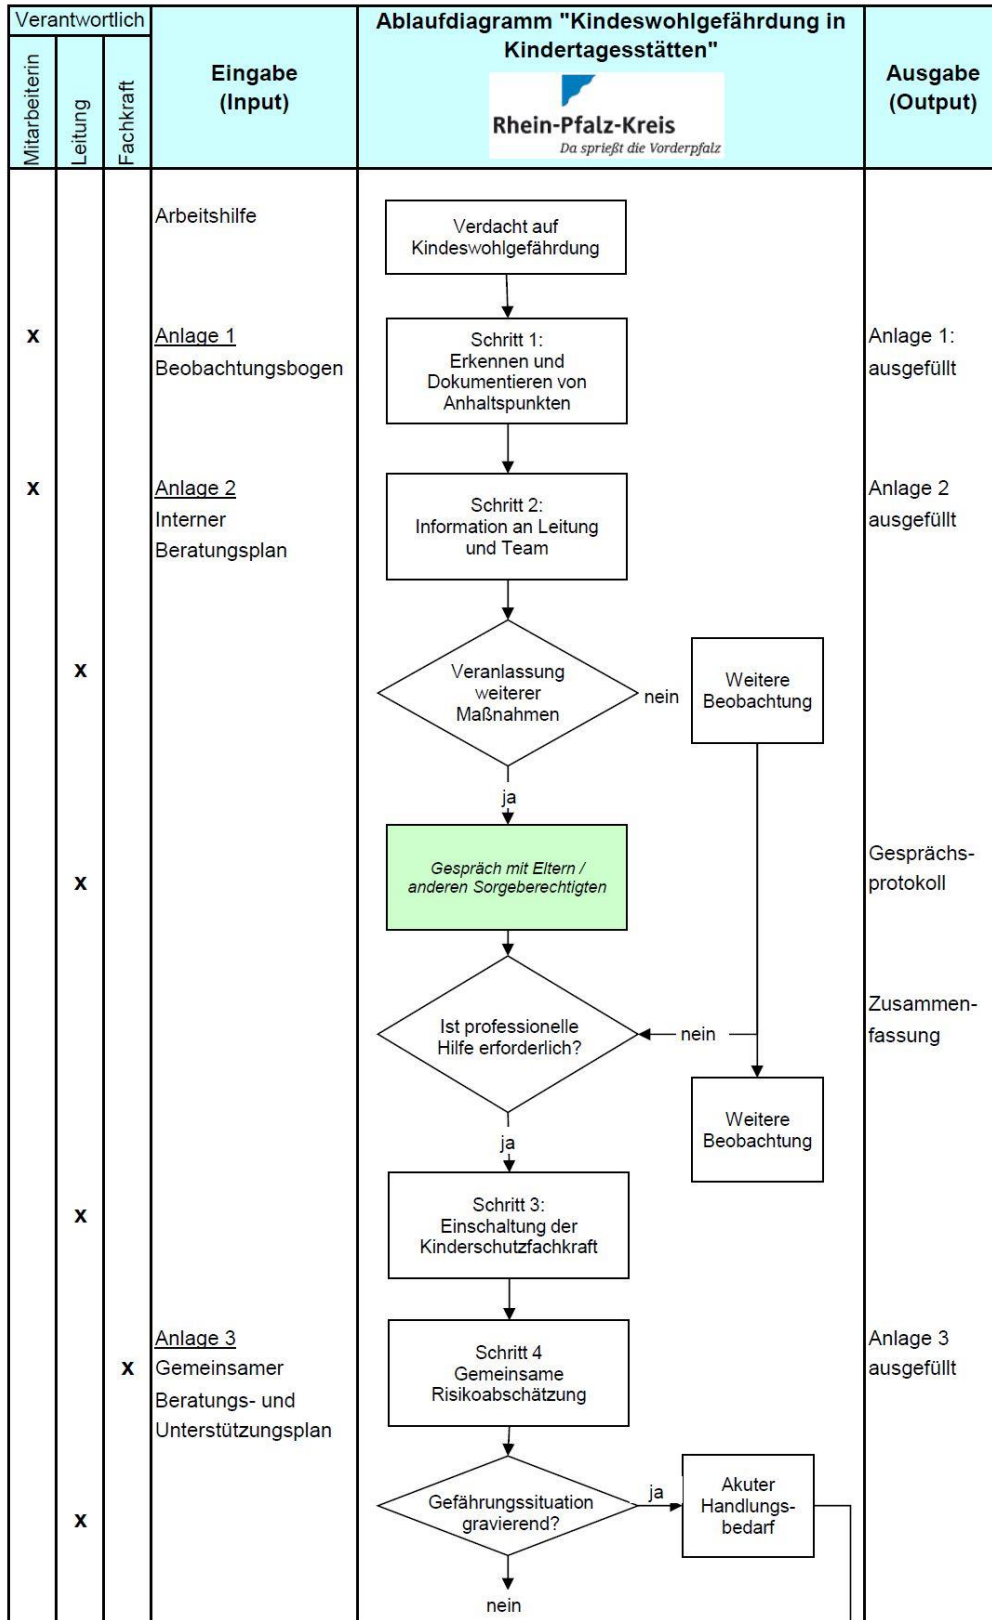 Verantwortlich
Mitarbeiterin
Leitung
Fachkraft
Eingabe
(Input)
Ablaufdiagramm "Kindeswohlgefährdung in
Kindertagesstätten"
Rhein-Pfalz-Kreis
Da sprießt die Vorderpfalz
Ausgabe
(Output)
Arbeitshilfe
Verdacht auf
Kindeswohlgefährdung
x
Anlage 1
Beobachtungsbogen
Schritt 1:
Erkennen und
Dokumentieren von
Anhaltspunkten
Anlage 1:
ausgefüllt
x
Anlage 2
Interner
Beratungsplan
Schritt 2:
Information an Leitung
und Team
Anlage 2
ausgefüllt
x
Veranlassung
weiterer
Maßnahmen
nein
Weitere
Beobachtung
ja
x
Gespräch mit Eltern /
anderen Sorgeberechtigten
Gesprächs-
protokoll
Ist professionelle
Hilfe erforderlich?
nein
Zusammen-
fassung
Weitere
Beobachtung
ja
x
Schritt 3:
Einschaltung der
Kinderschutzfachkraft
x
Anlage 3
Gemeinsamer
Beratungs- und
Unterstützungsplan
Schritt 4
Gemeinsame
Risikoabschätzung
Anlage 3
ausgefüllt
x
Gefährungssituation
gravierend?
ja
Akuter
Handlungs-
bedarf
nein